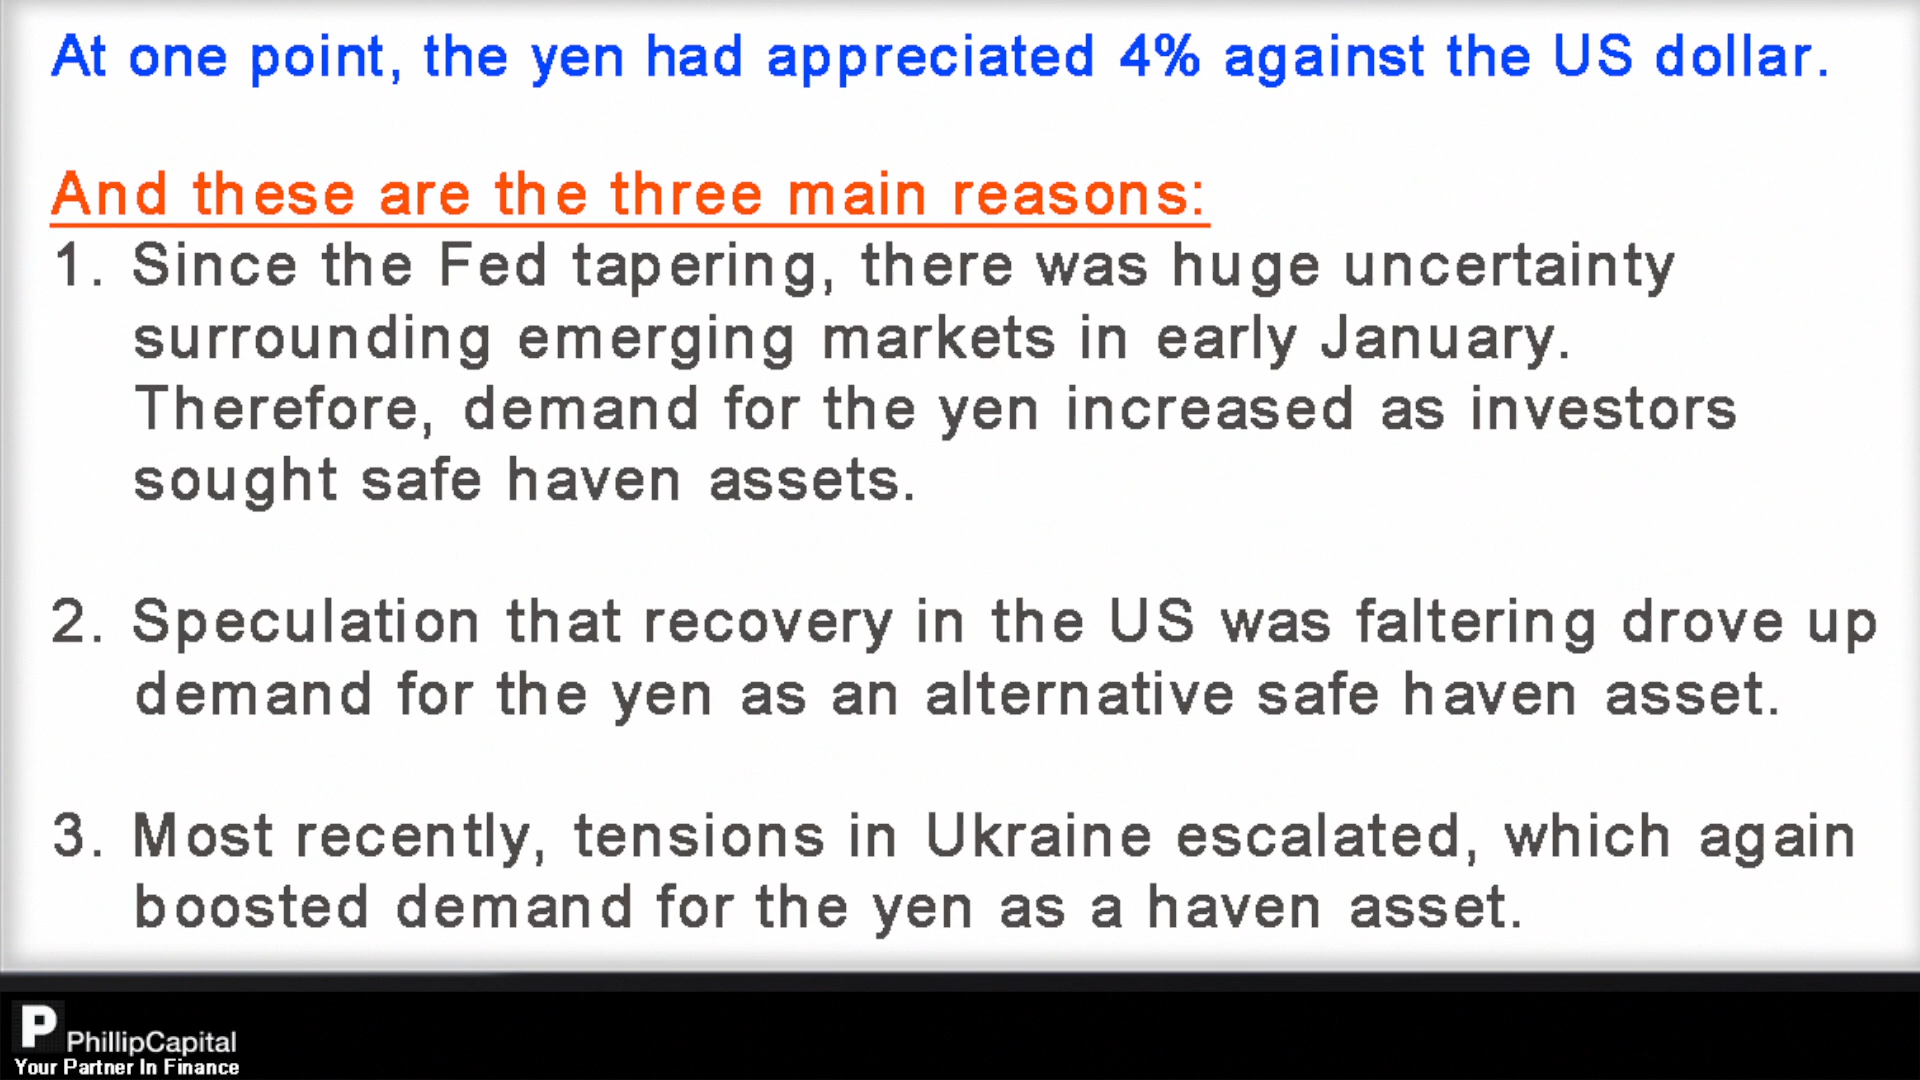 At one point, the yen had appreciated 4% against the US dollar.
And these are the three main reasons:
1. Since the Fed tapering, there was huge uncertainty
surrounding emerging markets in early January.
Therefore, demand for the yen increased as investors
sought safe haven assets.
2. Speculation that recovery in the US was faltering drove up
demand for the yen as an alternative safe haven asset.
3. Most recently, tensions in Ukraine escalated, which again
boosted demand for the yen as a haven asset.
P PhillipCapital
Your Partner In Finance